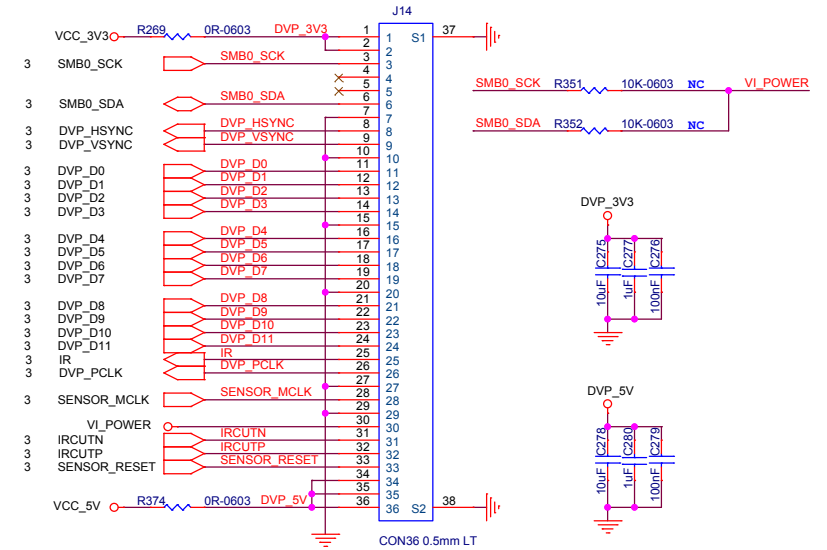 J14
VCC_3V3 R269 0R-0603 DVP_3V3 1 1 S1 37
2 2
3 SMB0_SCK SMB0_SCK 3 3
4 4
5 5
3 SMB0_SDA SMB0_SDA 6 6
7 7
3 DVP_HSYNC DVP_HSYNC 8 8
3 DVP_VSYNC DVP_VSYNC 9 9
10 10
3 DVP_D0 DVP_D0 11 11
3 DVP_D1 DVP_D1 12 12
3 DVP_D2 DVP_D2 13 13
3 DVP_D3 DVP_D3 14 14
15 15
3 DVP_D4 DVP_D4 16 16
3 DVP_D5 DVP_D5 17 17
3 DVP_D6 DVP_D6 18 18
3 DVP_D7 DVP_D7 19 19
20 20
3 DVP_D8 DVP_D8 21 21
3 DVP_D9 DVP_D9 22 22
3 DVP_D10 DVP_D10 23 23
3 DVP_D11 DVP_D11 24 24
3 IR IR 25 25
3 DVP_PCLK DVP_PCLK 26 26
27 27
3 SENSOR_MCLK SENSOR_MCLK 28 28
29 29
VI_POWER 30 30
3 IRCUTN IRCUTN 31 31
3 IRCUTP IRCUTP 32 32
3 SENSOR_RESET SENSOR_RESET 33 33
34 34
35 35
VCC_5V R374 0R-0603 DVP_5V 36 36 S2 38
CON36 0.5mm LT
SMB0_SCK R351 10K-0603 NC VI_POWER
SMB0_SDA R352 10K-0603 NC
DVP_3V3
10uF C275
1uF C277
100nF C276
DVP_5V
10uF C278
1uF C280
100nF C279